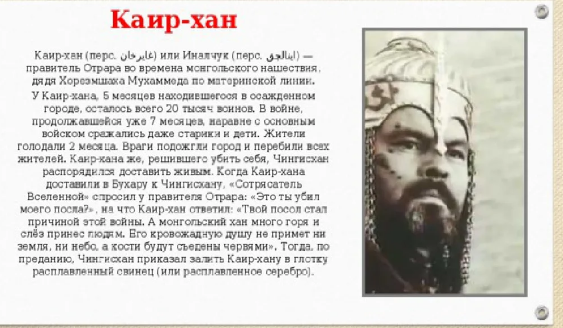 Каир-хан
Каир-хан (перс. غایرخان) или Иналчук (перс. اینالجق) —
правитель Отрара во времена монгольского нашествия,
дядя Хорезмшаха Мухаммеда по материнской линии.
У Каир-хана, 5 месяцев находившегося в осажденном
городе, осталось всего 20 тысяч воинов. В войне,
продолжавшейся уже 7 месяцев, наравне с основным
войском сражались даже старики и дети. Жители
голодали 2 месяца. Враги подожгли город и перебили всех
жителей. Каир-хана же, решившего убить себя, Чингисхан
распорядился доставить живым. Когда Каир-хана
доставили в Бухару к Чингисхану, «Сотрясатель
Вселенной» спросил у правителя Отрара: «Это ты убил
моего посла?», на что Каир-хан ответил: «Твой посол стал
причиной этой войны. А монгольский хан много горя и
слёз принес людям. Его кровожадную душу не примет ни
земля, ни небо, а кости будут съедены червями». Тогда, по
преданию, Чингисхан приказал залить Каир-хану в глотку
расплавленный свинец (или расплавленное серебро).